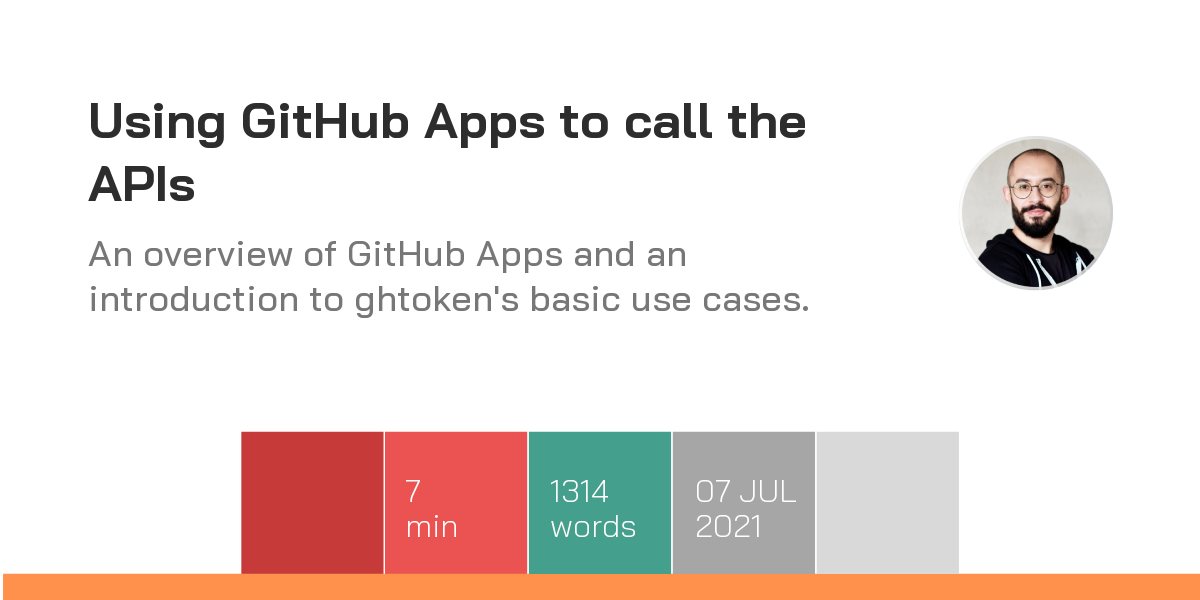 Using GitHub Apps to call the
APIs
An overview of GitHub Apps and an
introduction to ghtoken's basic use cases.
7
min
1314
words
07 JUL
2021